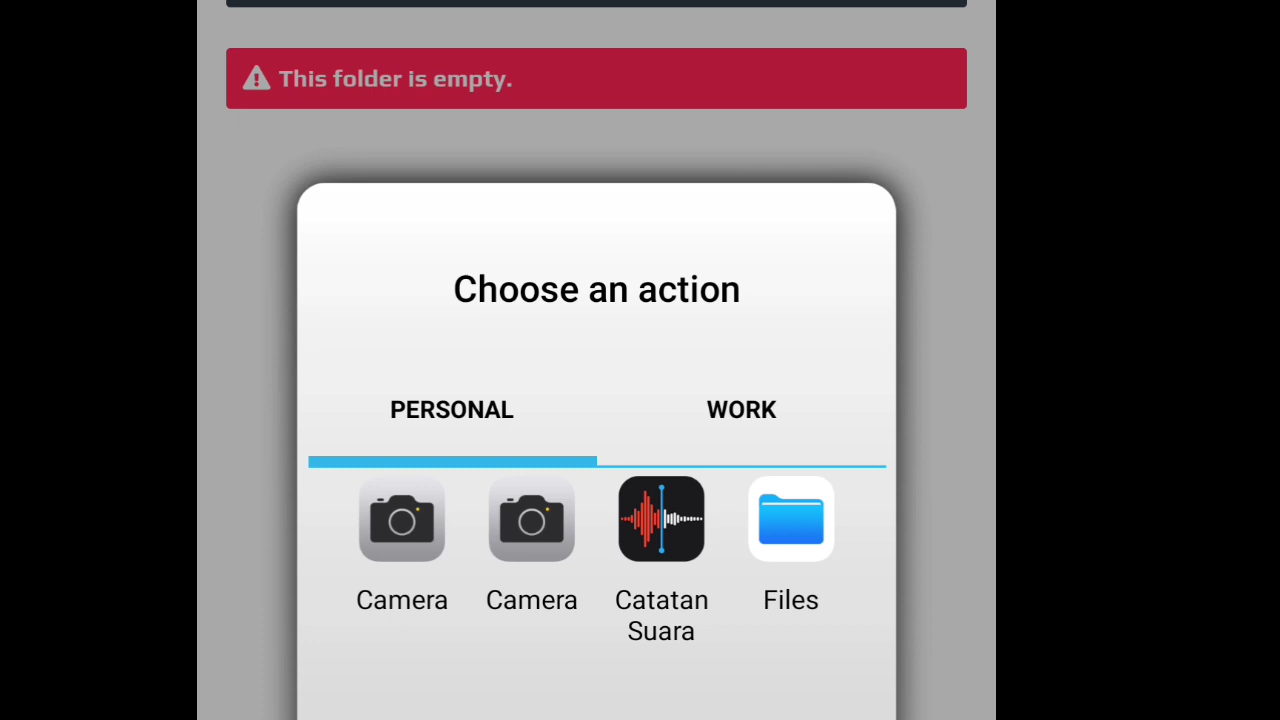 This folder is empty.
Choose an action
PERSONAL WORK
Camera Camera Catatan Suara Files